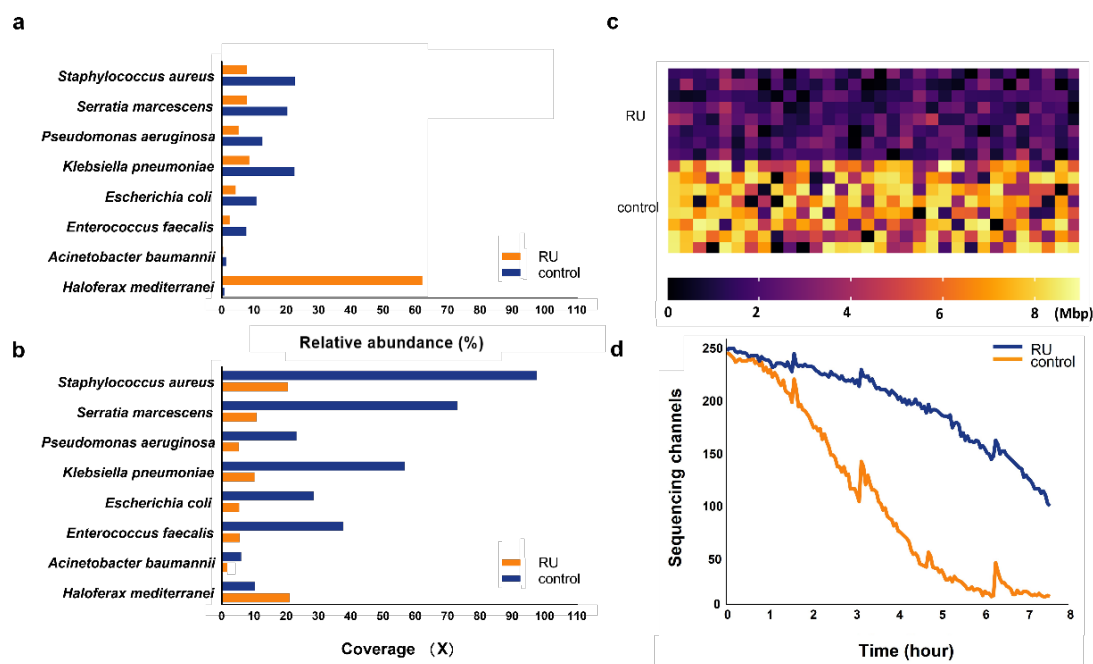 a
Staphylococcus aureus
Serratia marcescens
Pseudomonas aeruginosa
Klebsiella pneumoniae
Escherichia coli
Enterococcus faecalis
Acinetobacter baumannii
Haloferax mediterranei
RU
control
0 10 20 30 40 50 60 70 80 90 100 110
Relative abundance (%)
b
Staphylococcus aureus
Serratia marcescens
Pseudomonas aeruginosa
Klebsiella pneumoniae
Escherichia coli
Enterococcus faecalis
Acinetobacter baumannii
Haloferax mediterranei
RU
control
0 10 20 30 40 50 60 70 80 90 100 110
Coverage (X)
c
RU
control
0 2 4 6 8 (Mbp)
d
RU
control
Sequencing channels
250
200
150
100
50
0
0 1 2 3 4 5 6 7 8
Time (hour)